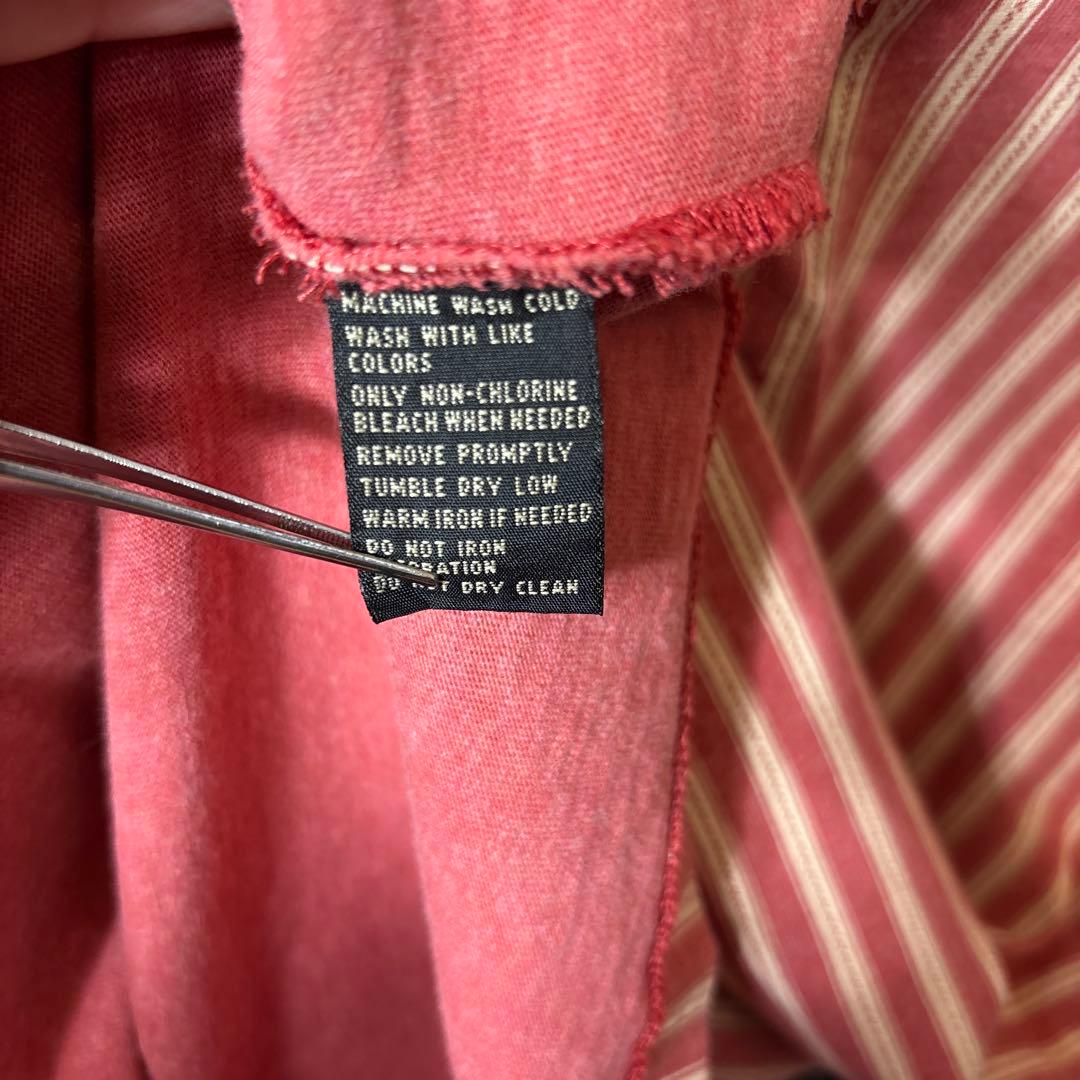 MACHINE WASH COLD
WASH WITH LIKE
COLORS
ONLY NON-CHLORINE
BLEACH WHEN NEEDED
REMOVE PROMPTLY
TUMBLE DRY LOW
WARM IRON IF NEEDED
DO NOT IRON
DO DRY CLEAN